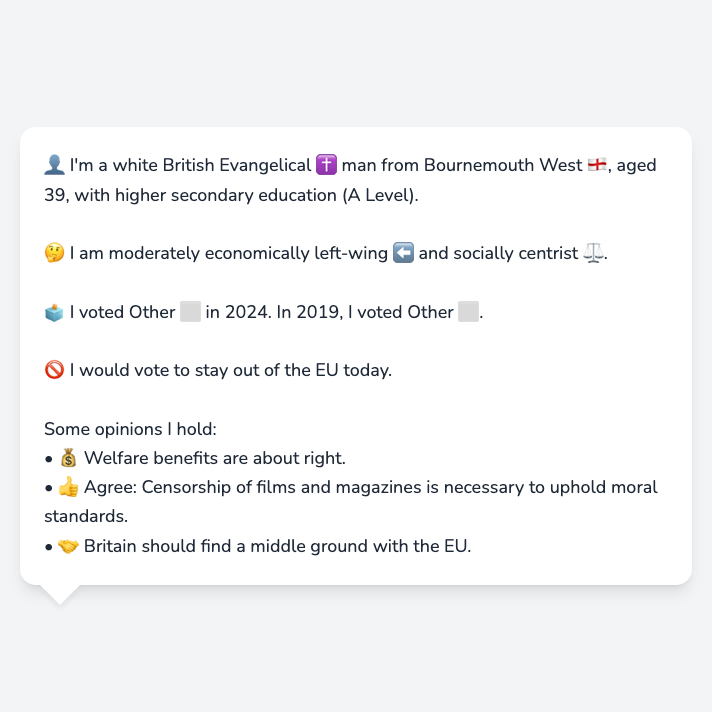 👤 I'm a white British Evangelical ✝️ man from Bournemouth West 🏴󠁧󠁢󠁥󠁮󠁧󠁿, aged
39, with higher secondary education (A Level).
🤔 I am moderately economically left-wing ⬅️ and socially centrist ⚖️.
🗳️ I voted Other ⬜ in 2024. In 2019, I voted Other ⬜.
🚫 I would vote to stay out of the EU today.
Some opinions I hold:
• 💰 Welfare benefits are about right.
• 👍 Agree: Censorship of films and magazines is necessary to uphold moral
standards.
• 🤝 Britain should find a middle ground with the EU.